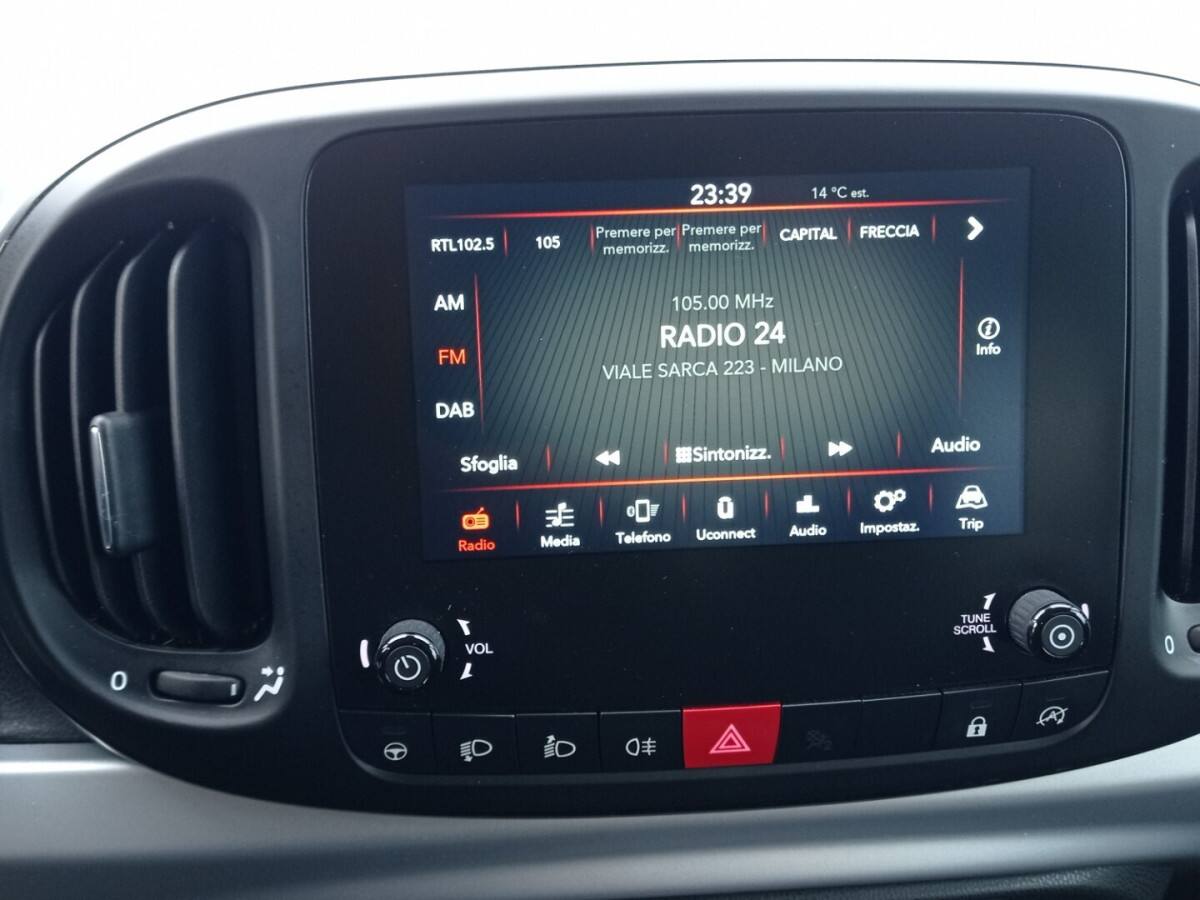 23:39
14 °C est.
RTL102.5
105
Premere per
memorizz.
Premere per
memorizz.
CAPITAL
FRECCIA
AM
105.00 MHz
RADIO 24
Info
FM
VIALE SARCA 223 - MILANO
DAB
Sfoglia
Sintonizz.
Audio
Radio
Media
Telefono
Uconnect
Audio
Impostaz.
Trip
VOL
TUNE
SCROLL
0
0